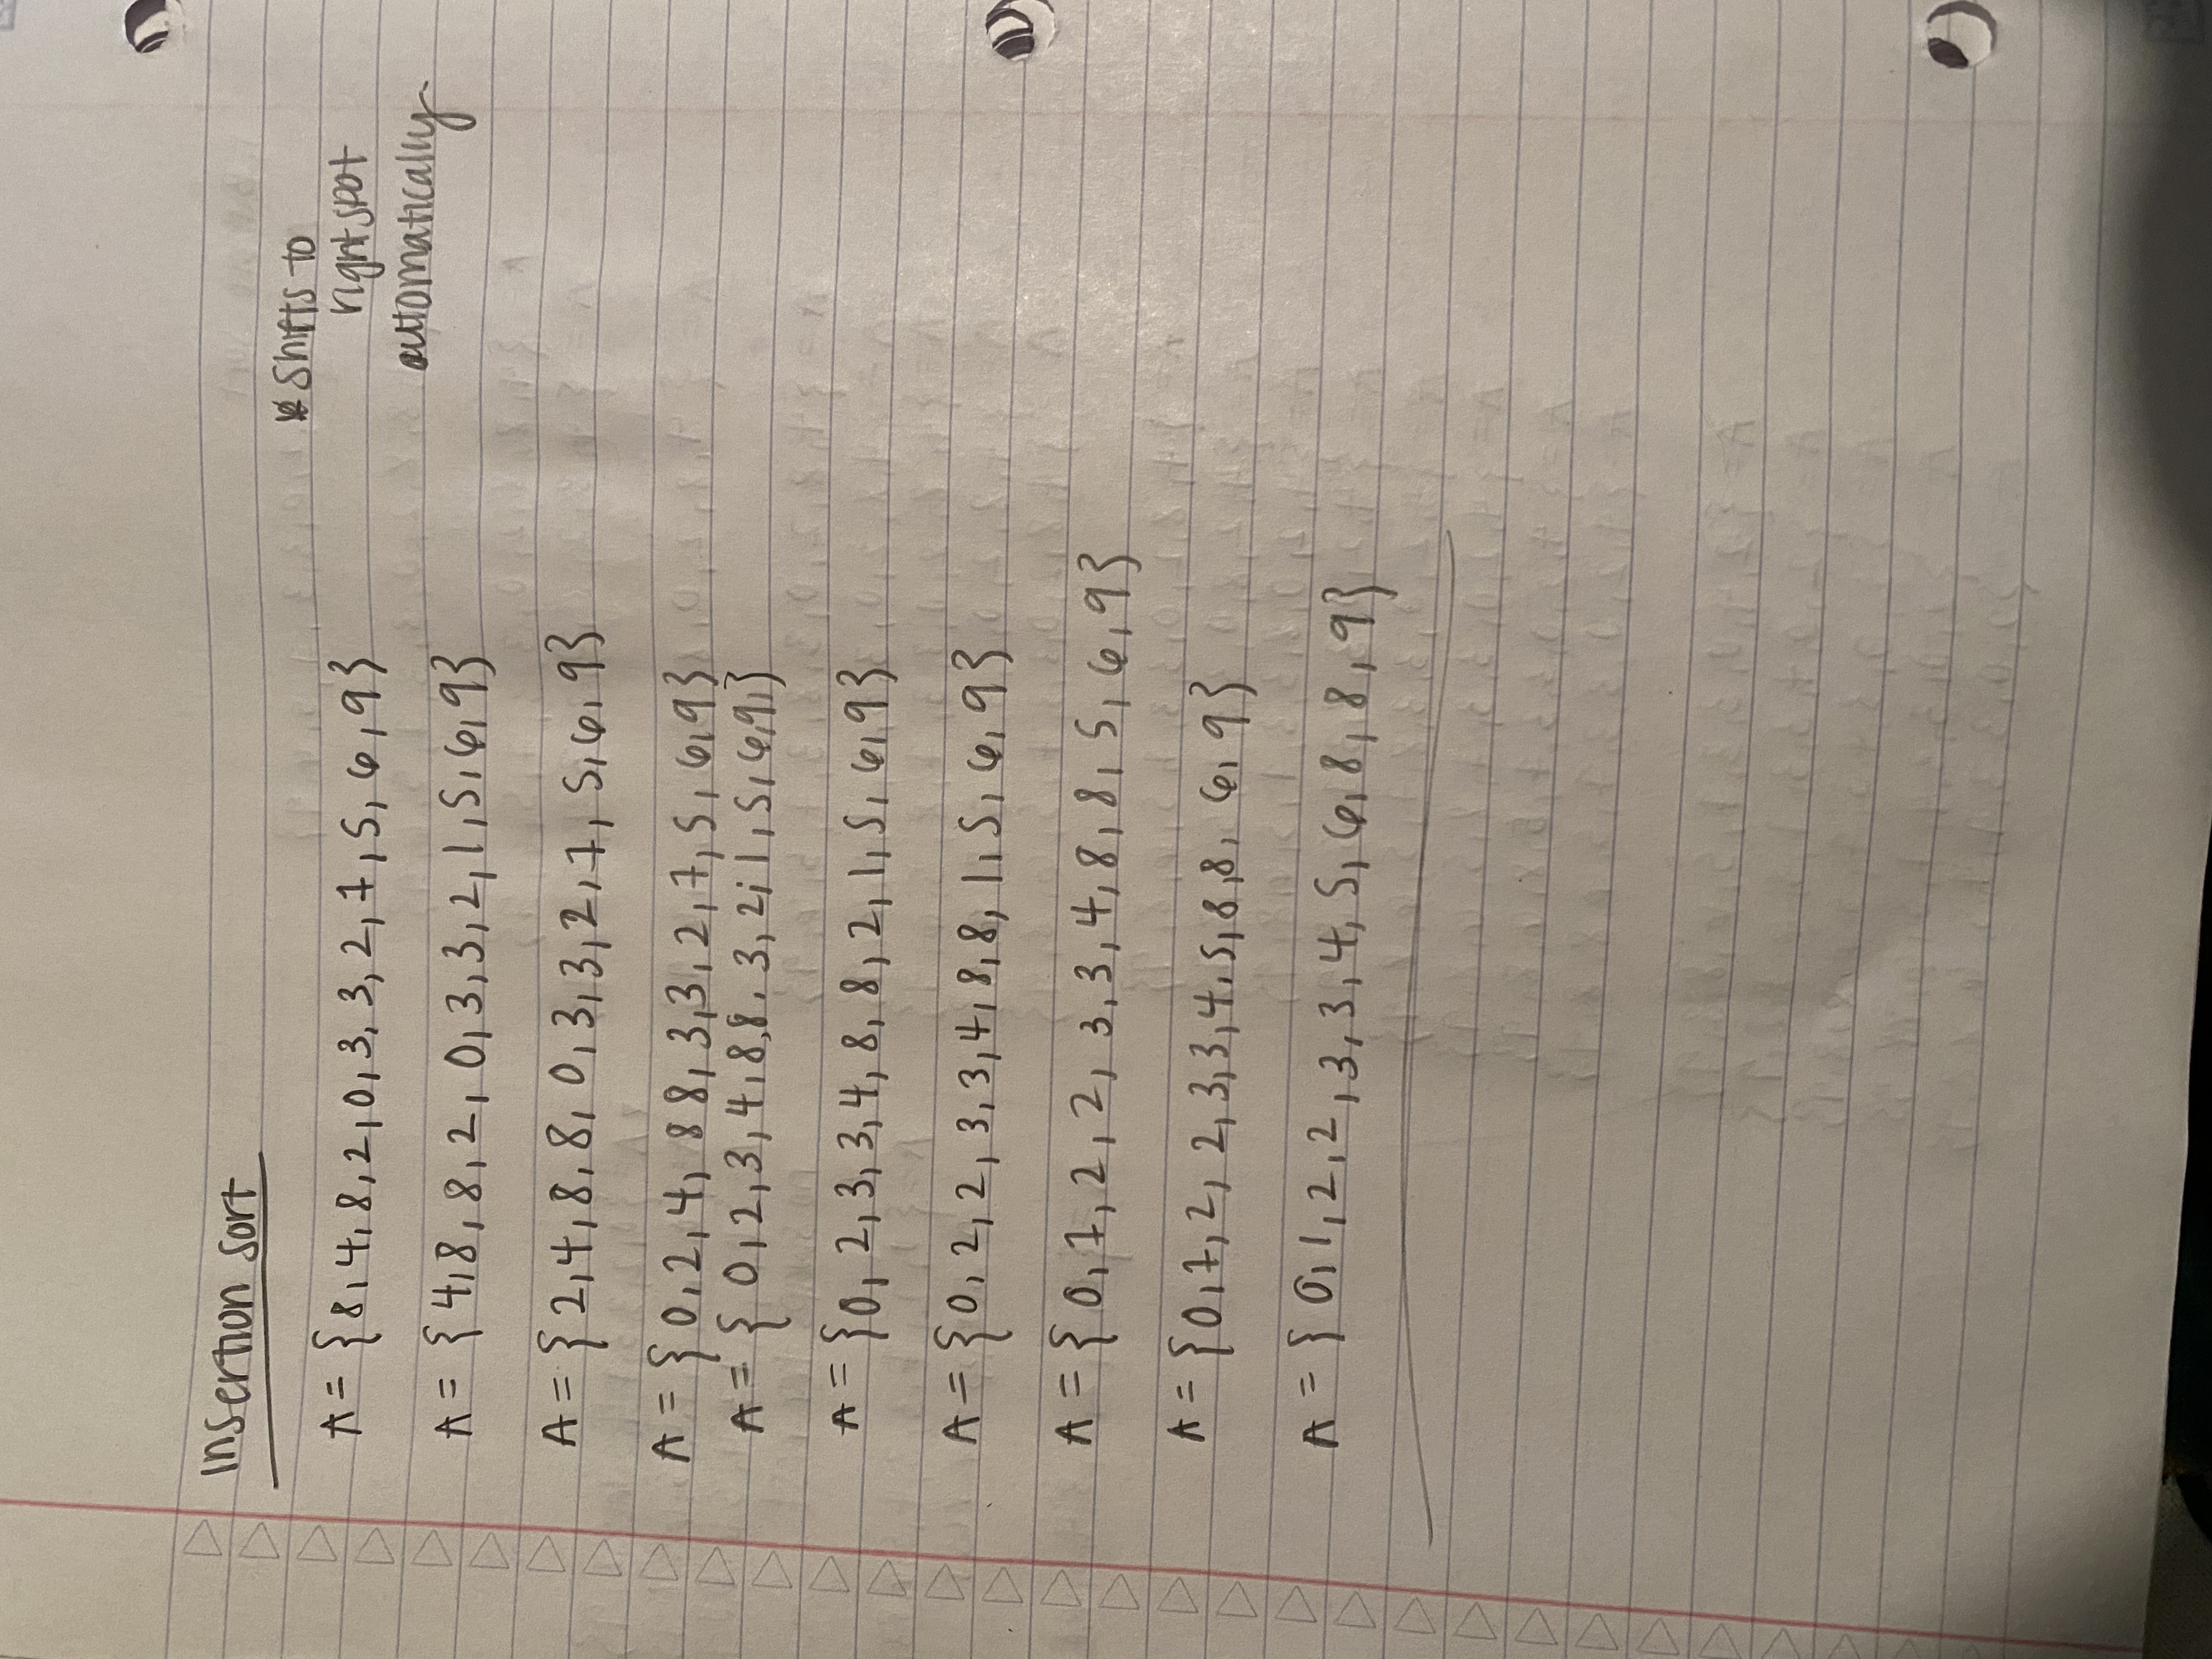 Insertion sort
A = {8,4,8,2,0,3,3,2,1,5,6,9}
* Shifts to
right spot
automatically
A = {4,8,8,2,0,3,3,2,1,5,6,9}
A = {2,4,8,8,0,3,3,2,1,5,6,9}
A = {0,2,4,88,3,3,2,1,5,6,9}
A = {0,2,3,4,8,8.3,2;1,5,6,9,}
A = {0,2,3,3,4,8,8,2,1,5,6,9}
A = {0,2,2,3,3,4,8,8,1,5,6,9}
A = {0,1,2,2,3,3,4,8,8,5,6,9}
A = {0,1,2,2,3,3,4,5,8,8,6,9}
A = {0,1,2,2,3,3,4,5,6,8,8,9}